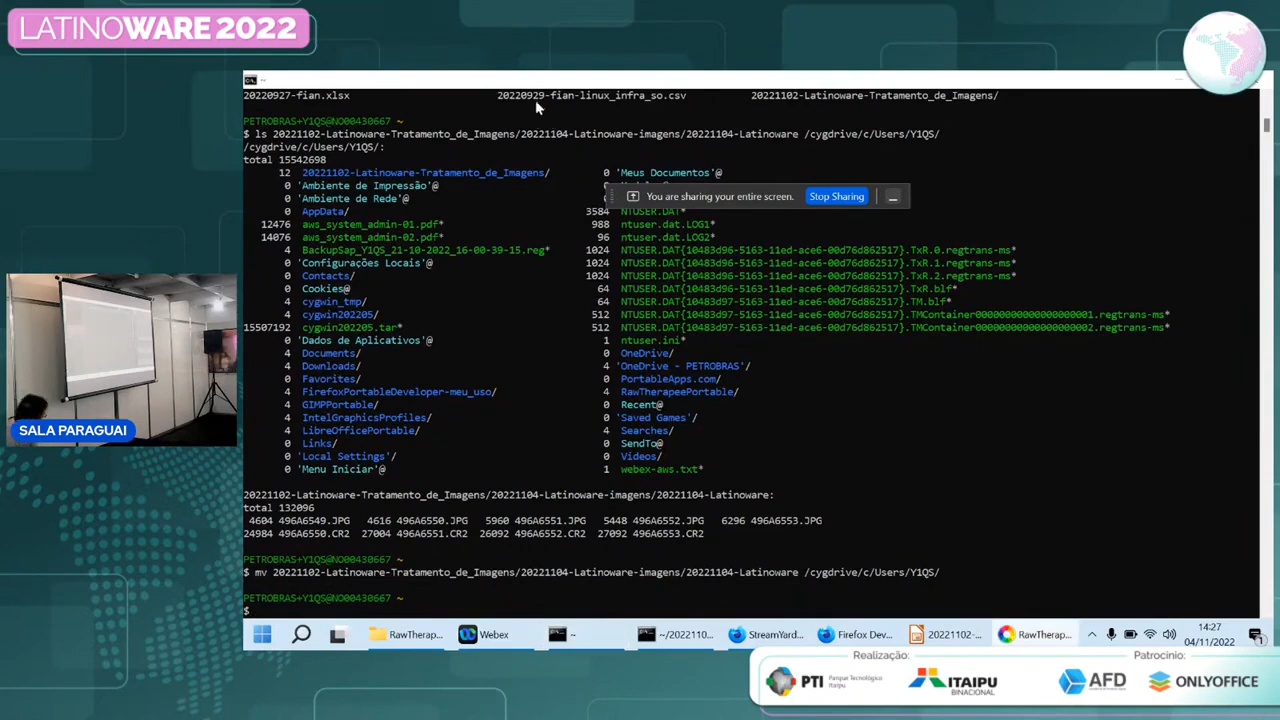 LATINOWARE 2022
20220927-fian.xlsx 20220929-fian-linux_infra_so.csv 20221102-Latinoware-Tratamento_de_Imagens/
PETROBRAS+Y1QS@NO00430667 ~
$ ls 20221102-Latinoware-Tratamento_de_Imagens/20221104-Latinoware-imagens/20221104-Latinoware /cygdrive/c/Users/Y1QS/
/cygdrive/c/Users/Y1QS/:
total 15542698
12 20221102-Latinoware-Tratamento_de_Imagens/ 0 'Meus Documentos'@
0 'Ambiente de Impressão'@ 0
You are sharing your entire screen. Stop Sharing
0 'Ambiente de Rede'@ 0
0 AppData/ 3584 NTUSER.DAT*
12476 aws_system_admin-01.pdf* 988 ntuser.dat.LOG1*
14076 aws_system_admin-02.pdf* 96 ntuser.dat.LOG2*
4 BackupSap_Y1QS_21-10-2022_16-00-39-15.reg* 1024 NTUSER.DAT{10483d96-5163-11ed-ace6-00d76d862517}.TxR.0.regtrans-ms*
0 'Configurações Locais'@ 1024 NTUSER.DAT{10483d96-5163-11ed-ace6-00d76d862517}.TxR.1.regtrans-ms*
0 Contacts/ 1024 NTUSER.DAT{10483d96-5163-11ed-ace6-00d76d862517}.TxR.2.regtrans-ms*
0 Cookies@ 64 NTUSER.DAT{10483d96-5163-11ed-ace6-00d76d862517}.TxR.blf*
4 cygwin_tmp/ 64 NTUSER.DAT{10483d96-5163-11ed-ace6-00d76d862517}.TM.blf*
4 cygwin202205/ 512 NTUSER.DAT{10483d96-5163-11ed-ace6-00d76d862517}.TMContainer00000000000000000001.regtrans-ms*
15507192 cygwin202205.tar* 512 NTUSER.DAT{10483d96-5163-11ed-ace6-00d76d862517}.TMContainer00000000000000000002.regtrans-ms*
0 'Dados de Aplicativos'@ 1 ntuser.ini*
4 Documents/ 0 OneDrive/
4 Downloads/ 4 'OneDrive - PETROBRAS'/
0 Favorites/ 0 PortableApps.com/
4 FirefoxPortableDeveloper-meu_uso/ 4 RawTherapeePortable/
4 GIMPPortable/ 0 Recent@
4 IntelGraphicsProfiles/ 0 'Saved Games'/
4 LibreOfficePortable/ 4 Searches/
0 Links/ 0 SendTo@
0 'Local Settings'/ 0 Videos/
0 'Menu Iniciar'@ 1 webex-aws.txt*
20221102-Latinoware-Tratamento_de_Imagens/20221104-Latinoware-imagens/20221104-Latinoware:
total 132096
4604 496A6549.JPG 4616 496A6550.JPG 5960 496A6551.JPG 5448 496A6552.JPG 6296 496A6553.JPG
24984 496A6550.CR2 27004 496A6551.CR2 26092 496A6552.CR2 27092 496A6553.CR2
PETROBRAS+Y1QS@NO00430667 ~
$ mv 20221102-Latinoware-Tratamento_de_Imagens/20221104-Latinoware-imagens/20221104-Latinoware /cygdrive/c/Users/Y1QS/
PETROBRAS+Y1QS@NO00430667 ~
$
SALA PARAGUAI
RawTherap... Webex ~ ~/2022110... StreamYard... Firefox Dev... 20221102-... RawTherap...
14:27
04/11/2022
Realização: Patrocínio:
PTI Parque Tecnológico Itaipu ITAIPU BINACIONAL AFD ONLYOFFICE